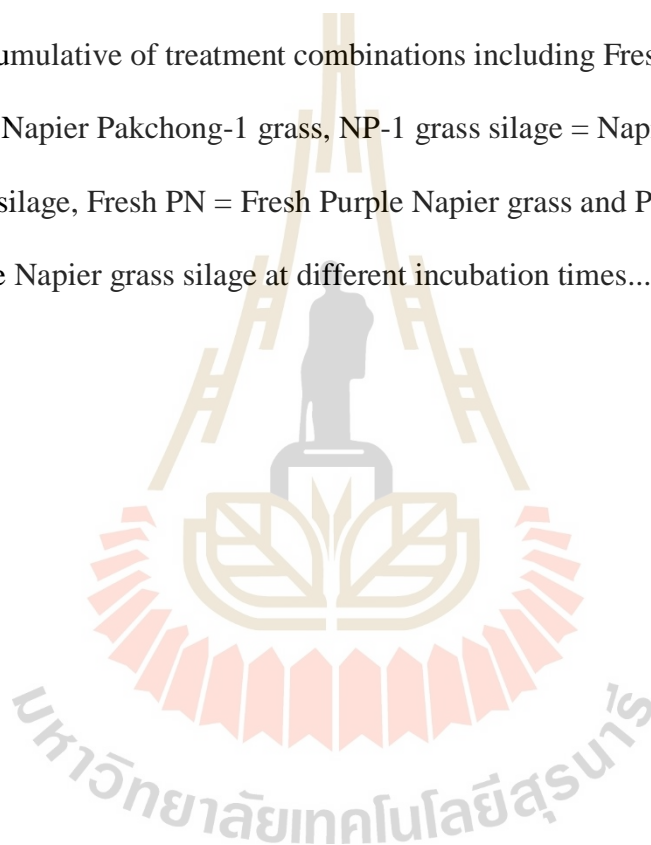 umulative of treatment combinations including Fres
Napier Pakchong-1 grass, NP-1 grass silage = Nap
silage, Fresh PN = Fresh Purple Napier grass and P
e Napier grass silage at different incubation times...
มหาวิทยาลัยเทคโนโลยีสุรนารี